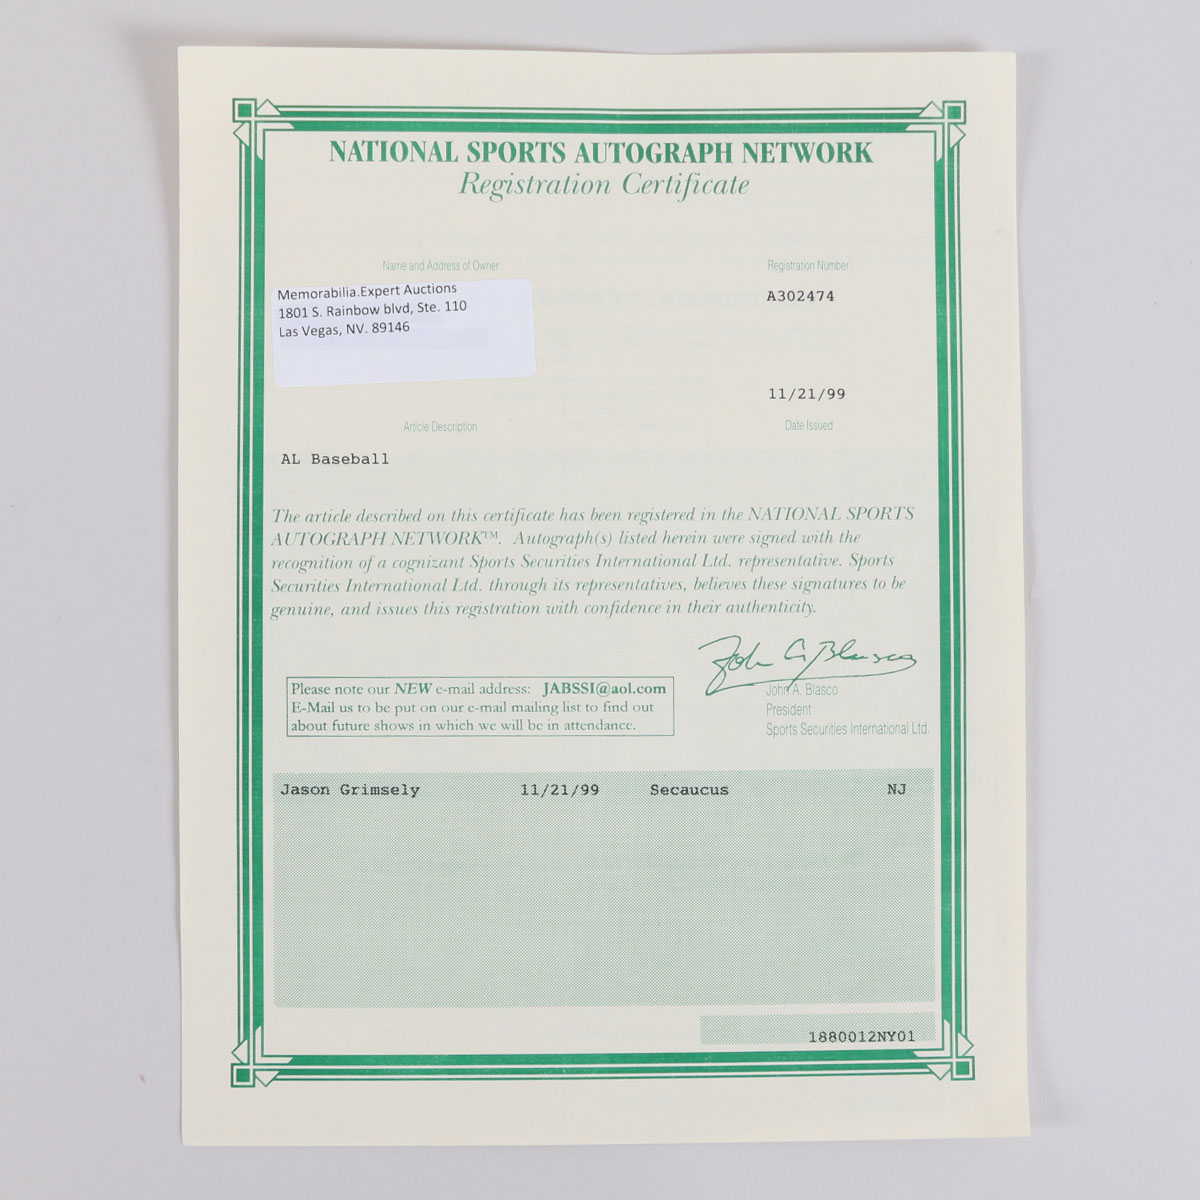 NATIONAL SPORTS AUTOGRAPH NETWORK
Registration Certificate
Name and Address of Owner
Registration Number
Memorabilia.Expert Auctions
1801 S. Rainbow blvd, Ste. 110
Las Vegas, NV. 89146
A302474
11/21/99
Article Description
Date Issued
AL Baseball
The article described on this certificate has been registered in the NATIONAL SPORTS
AUTOGRAPH NETWORK™. Autograph(s) listed herein were signed with the
recognition of a cognizant Sports Securities International Ltd. representative. Sports
Securities International Ltd. through its representatives, believes these signatures to be
genuine, and issues this registration with confidence in their authenticity.
John A. Blasco
John A. Blasco
President
Sports Securities International Ltd.
Please note our NEW e-mail address: JABSSI@aol.com
E-Mail us to be put on our e-mail mailing list to find out
about future shows in which we will be in attendance.
Jason Grimsely 11/21/99 Secaucus NJ
1880012NY01